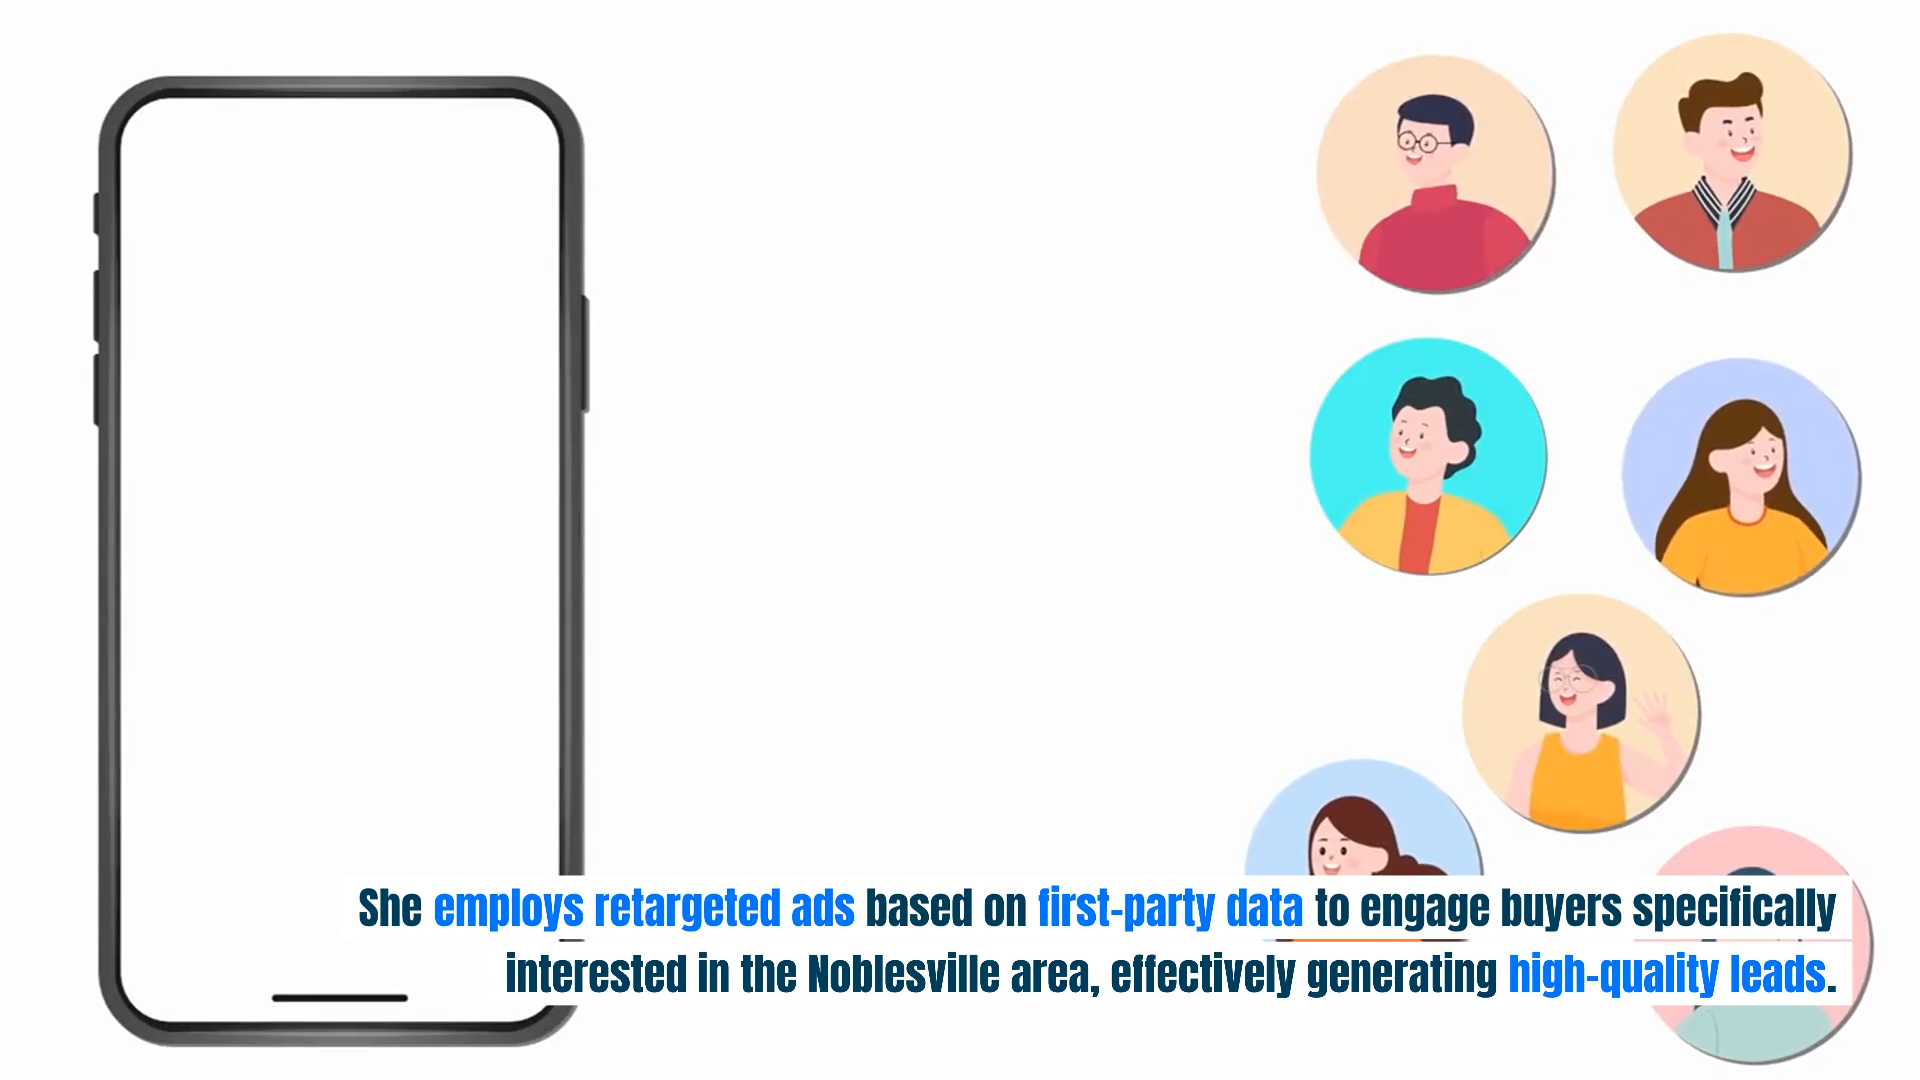 She employs retargeted ads based on first-party data to engage buyers specifically
interested in the Noblesville area, effectively generating high-quality leads.